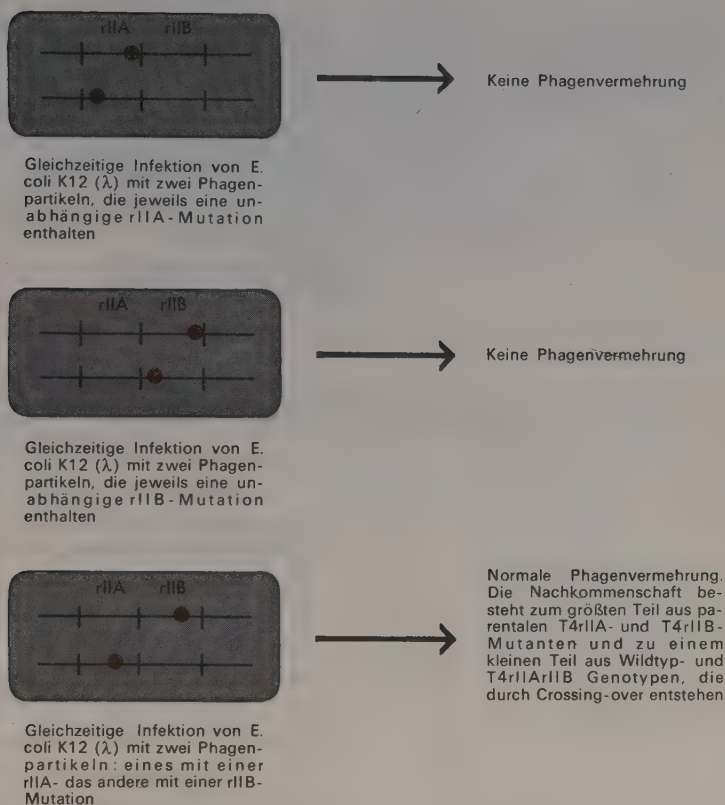 rIIA rIIB
Keine Phagenvermehrung
Gleichzeitige Infektion von E.
coli K12 (λ) mit zwei Phagen-
partikeln, die jeweils eine un-
abhängige rIIA-Mutation
enthalten
rIIA rIIB
Keine Phagenvermehrung
Gleichzeitige Infektion von E.
coli K12 (λ) mit zwei Phagen-
partikeln, die jeweils eine un-
abhängige rIIB-Mutation
enthalten
rIIA rIIB
Normale Phagenvermehrung.
Die Nachkommenschaft be-
steht zum größten Teil aus pa-
rentalen T4rIIA- und T4rIIB-
Mutanten und zu einem
kleinen Teil aus Wildtyp- und
T4rIIArIIB Genotypen, die
durch Crossing-over entstehen
Gleichzeitige Infektion von E.
coli K12 (λ) mit zwei Phagen-
partikeln: eines mit einer
rIIA- das andere mit einer rIIB-
Mutation